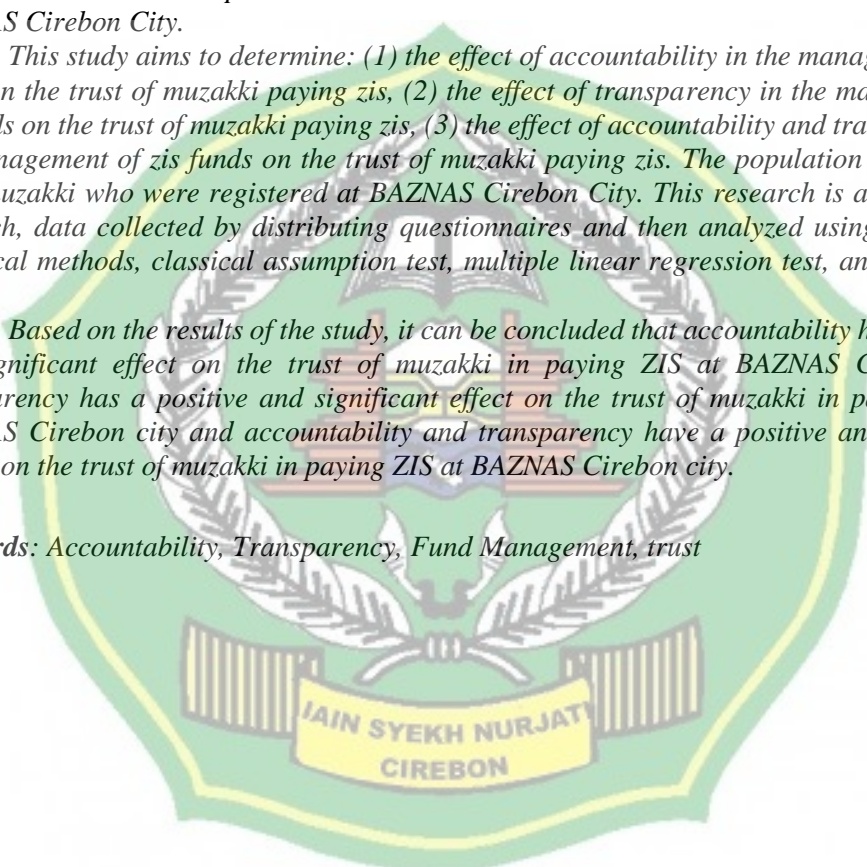 AS Cirebon City.
This study aims to determine: (1) the effect of accountability in the manag
n the trust of muzakki paying zis, (2) the effect of transparency in the ma
ds on the trust of muzakki paying zis, (3) the effect of accountability and tra
nagement of zis funds on the trust of muzakki paying zis. The population
uzakki who were registered at BAZNAS Cirebon City. This research is a
ch, data collected by distributing questionnaires and then analyzed using
cal methods, classical assumption test, multiple linear regression test, an
Based on the results of the study, it can be concluded that accountability h
gnificant effect on the trust of muzakki in paying ZIS at BAZNAS C
arency has a positive and significant effect on the trust of muzakki in pa
AS Cirebon city and accountability and transparency have a positive an
on the trust of muzakki in paying ZIS at BAZNAS Cirebon city.
rds: Accountability, Transparency, Fund Management, trust
IAIN SYEKH NURJATI
CIREBON